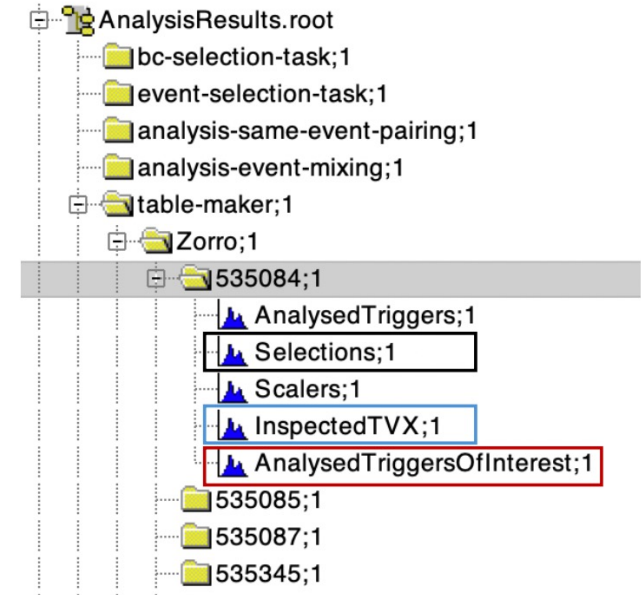 AnalysisResults.root
bc-selection-task;1
event-selection-task;1
analysis-same-event-pairing;1
analysis-event-mixing;1
table-maker;1
Zorro;1
535084;1
AnalysedTriggers;1
Selections;1
Scalers;1
InspectedTVX;1
AnalysedTriggersOfInterest;1
535085;1
535087;1
535345;1